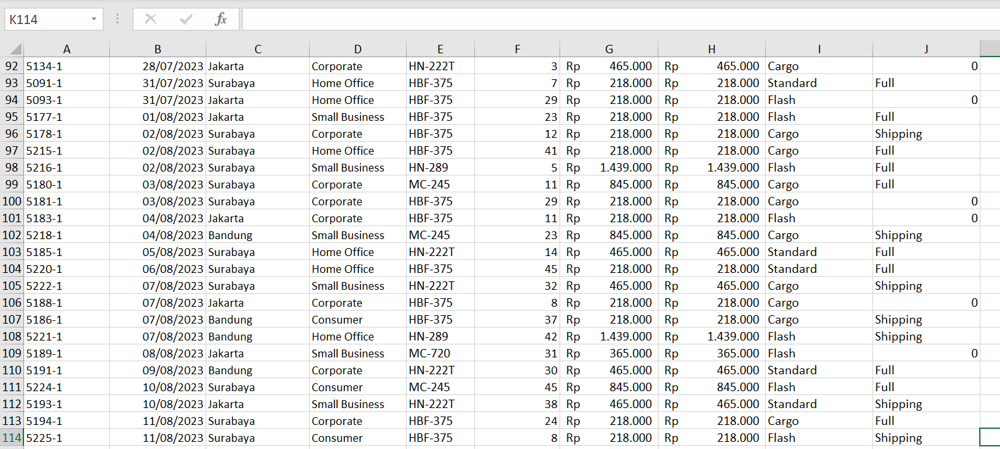 K114 fx
A B C D E F G H I J
92 5134-1 28/07/2023 Jakarta Corporate HN-222T 3 Rp 465.000 Rp 465.000 Cargo 0
93 5091-1 31/07/2023 Surabaya Home Office HBF-375 7 Rp 218.000 Rp 218.000 Standard Full
94 5093-1 31/07/2023 Jakarta Home Office HBF-375 29 Rp 218.000 Rp 218.000 Flash 0
95 5177-1 01/08/2023 Jakarta Small Business HBF-375 23 Rp 218.000 Rp 218.000 Flash Full
96 5178-1 02/08/2023 Surabaya Corporate HBF-375 12 Rp 218.000 Rp 218.000 Cargo Shipping
97 5215-1 02/08/2023 Surabaya Home Office HBF-375 41 Rp 218.000 Rp 218.000 Cargo Full
98 5216-1 02/08/2023 Surabaya Small Business HN-289 5 Rp 1.439.000 Rp 1.439.000 Flash Full
99 5180-1 03/08/2023 Surabaya Corporate MC-245 11 Rp 845.000 Rp 845.000 Cargo Full
100 5181-1 03/08/2023 Surabaya Corporate HBF-375 29 Rp 218.000 Rp 218.000 Cargo 0
101 5183-1 04/08/2023 Jakarta Corporate HBF-375 11 Rp 218.000 Rp 218.000 Flash 0
102 5218-1 04/08/2023 Bandung Small Business MC-245 23 Rp 845.000 Rp 845.000 Cargo Shipping
103 5185-1 05/08/2023 Surabaya Home Office HN-222T 14 Rp 465.000 Rp 465.000 Standard Full
104 5220-1 06/08/2023 Surabaya Home Office HBF-375 45 Rp 218.000 Rp 218.000 Standard Full
105 5222-1 07/08/2023 Surabaya Small Business HN-222T 32 Rp 465.000 Rp 465.000 Cargo Shipping
106 5188-1 07/08/2023 Jakarta Corporate HBF-375 8 Rp 218.000 Rp 218.000 Cargo 0
107 5186-1 07/08/2023 Bandung Consumer HBF-375 37 Rp 218.000 Rp 218.000 Cargo Shipping
108 5221-1 07/08/2023 Bandung Home Office HN-289 42 Rp 1.439.000 Rp 1.439.000 Flash Shipping
109 5189-1 08/08/2023 Jakarta Small Business MC-720 31 Rp 365.000 Rp 365.000 Flash 0
110 5191-1 09/08/2023 Bandung Corporate HN-222T 30 Rp 465.000 Rp 465.000 Standard Full
111 5224-1 10/08/2023 Surabaya Consumer MC-245 45 Rp 845.000 Rp 845.000 Flash Full
112 5193-1 10/08/2023 Jakarta Small Business HN-222T 38 Rp 465.000 Rp 465.000 Standard Shipping
113 5194-1 11/08/2023 Surabaya Corporate HBF-375 24 Rp 218.000 Rp 218.000 Cargo Full
114 5225-1 11/08/2023 Surabaya Consumer HBF-375 8 Rp 218.000 Rp 218.000 Flash Shipping